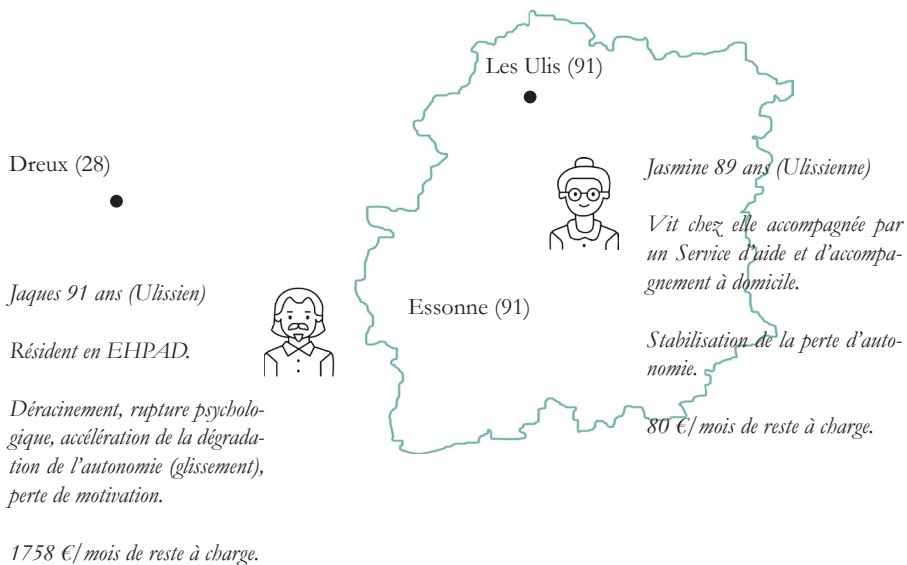 Les Ulis (91)
Dreux (28)
Jasmine 89 ans (Ulissienne)
Vit chez elle accompagnée par
un Service d'aide et d'accompa-
gnement à domicile.
Stabilisation de la perte d'auto-
nomie.
80 €/mois de reste à charge.
Essonne (91)
Jaques 91 ans (Ulissien)
Résident en EHPAD.
Déracinement, rupture psycholo-
gique, accélération de la dégrada-
tion de l'autonomie (glissement),
perte de motivation.
1758 €/mois de reste à charge.